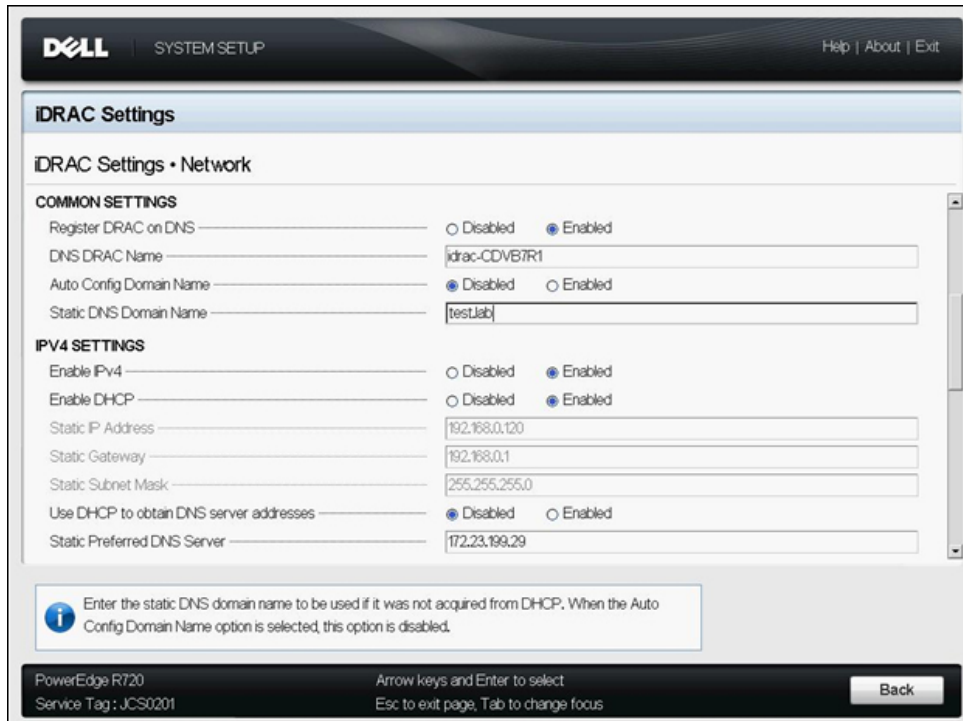 DELL SYSTEM SETUP Help | About | Exit
iDRAC Settings
iDRAC Settings • Network
COMMON SETTINGS
Register DRAC on DNS Disabled Enabled
DNS DRAC Name idrac-CDVB7R1
Auto Config Domain Name Disabled Enabled
Static DNS Domain Name test.lab
IPV4 SETTINGS
Enable IPv4 Disabled Enabled
Enable DHCP Disabled Enabled
Static IP Address 192.168.0.120
Static Gateway 192.168.0.1
Static Subnet Mask 255.255.255.0
Use DHCP to obtain DNS server addresses Disabled Enabled
Static Preferred DNS Server 172.23.199.29
Enter the static DNS domain name to be used if it was not acquired from DHCP. When the Auto
Config Domain Name option is selected, this option is disabled.
PowerEdge R720 Arrow keys and Enter to select
Service Tag : JCS0201 Esc to exit page, Tab to change focus
Back